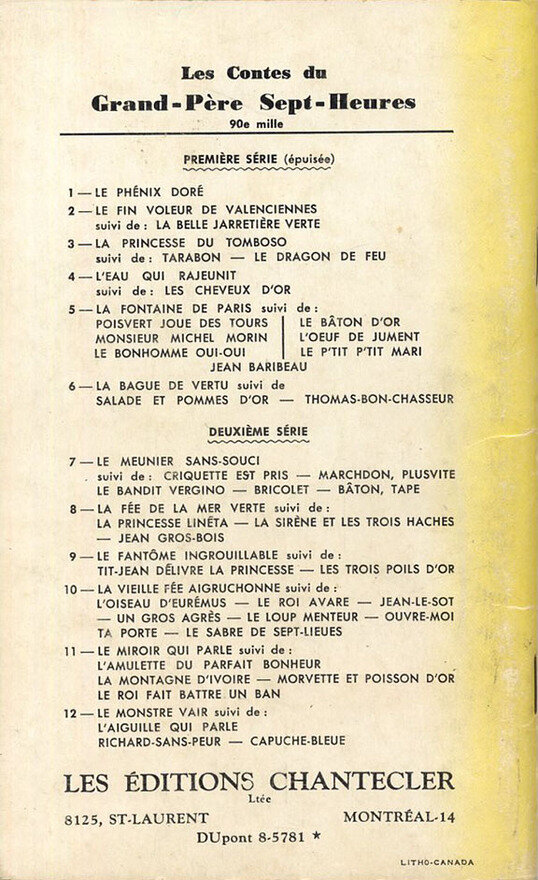 Les Contes du
Grand-Père Sept-Heures
90e mille
PREMIÈRE SÉRIE (épuisée)
1 — LE PHÉNIX DORÉ
2 — LE FIN VOLEUR DE VALENCIENNES
suivi de : LA BELLE JARRETIÈRE VERTE
3 — LA PRINCESSE DU TOMBOSO
suivi de : TARABON — LE DRAGON DE FEU
4 — L'EAU QUI RAJEUNIT
suivi de : LES CHEVEUX D'OR
5 — LA FONTAINE DE PARIS suivi de :
POISVERT JOUE DES TOURS | LE BÂTON D'OR
MONSIEUR MICHEL MORIN | L'OEUF DE JUMENT
LE BONHOMME OUI-OUI | LE P'TIT P'TIT MARI
JEAN BARIBEAU
6 — LA BAGUE DE VERTU suivi de
SALADE ET POMMES D'OR — THOMAS-BON-CHASSEUR
DEUXIÈME SÉRIE
7 — LE MEUNIER SANS-SOUCI
suivi de : CRIQUETTE EST PRIS — MARCHDON, PLUSVITE
LE BANDIT VERGINO — BRICOLET — BÂTON, TAPE
8 — LA FÉE DE LA MER VERTE suivi de :
LA PRINCESSE LINÉTA — LA SIRÈNE ET LES TROIS HACHES
— JEAN GROS-BOIS
9 — LE FANTÔME INGROUILLABLE suivi de :
TIT-JEAN DÉLIVRE LA PRINCESSE — LES TROIS POILS D'OR
10 — LA VIEILLE FÉE AIGRUCHONNE suivi de :
L'OISEAU D'EURÉMUS — LE ROI AVARE — JEAN-LE-SOT
— UN GROS AGRÈS — LE LOUP MENTEUR — OUVRE-MOI
TA PORTE — LE SABRE DE SEPT-LIEUES
11 — LE MIROIR QUI PARLE suivi de :
L'AMULETTE DU PARFAIT BONHEUR
LA MONTAGNE D'IVOIRE — MORVETTE ET POISSON D'OR
LE ROI FAIT BATTRE UN BAN
12 — LE MONSTRE VAIR suivi de :
L'AIGUILLE QUI PARLE
RICHARD-SANS-PEUR — CAPUCHE-BLEUE
LES ÉDITIONS CHANTECLER
Ltée
8125, ST-LAURENT MONTRÉAL-14
DUpont 8-5781 *
LITHO-CANADA